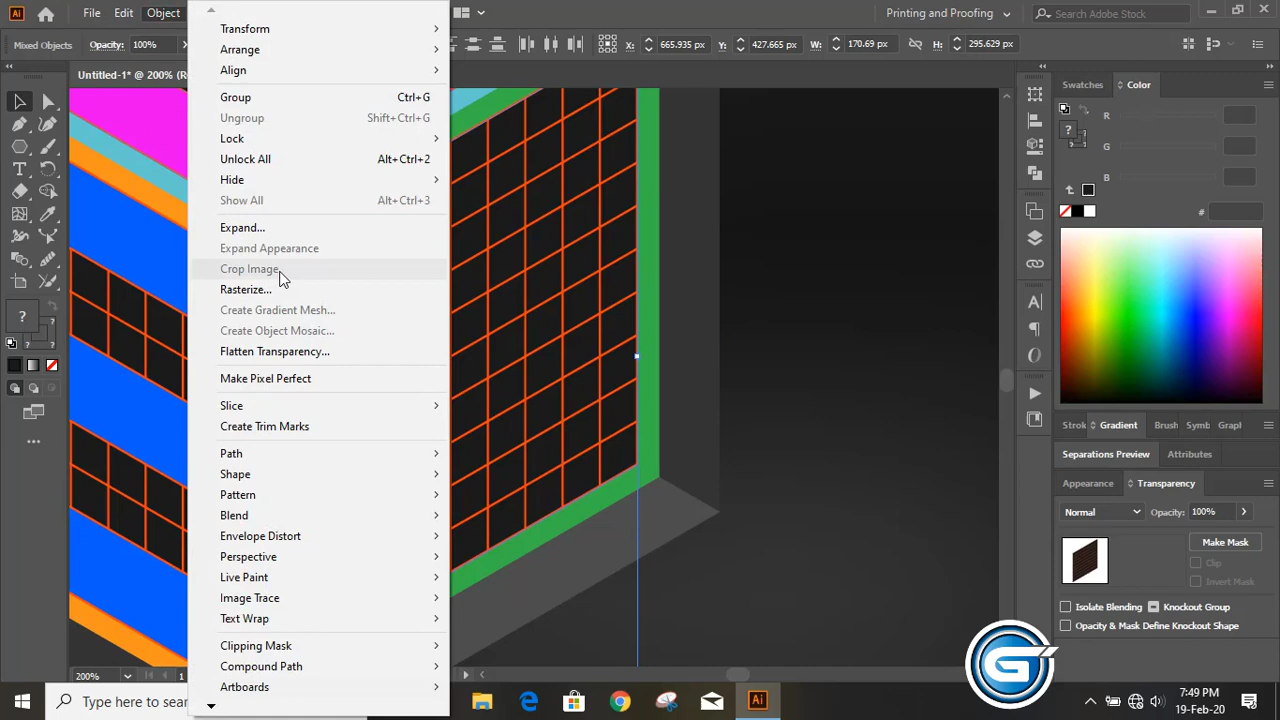 Ai
File
Edit
Object
Printing and Proofing
Search Adobe Stock
Mixed Objects
Opacity:
100%
X:
665.935 px
Y:
427.665 px
W:
170.69 px
H:
295.629 px
Untitled-1* @ 200% (R
Transform
Arrange
Align
Group Ctrl+G
Ungroup Shift+Ctrl+G
Lock
Unlock All Alt+Ctrl+2
Hide
Show All Alt+Ctrl+3
Expand...
Expand Appearance
Crop Image
Rasterize...
Create Gradient Mesh...
Create Object Mosaic...
Flatten Transparency...
Make Pixel Perfect
Slice
Create Trim Marks
Path
Shape
Pattern
Blend
Envelope Distort
Perspective
Live Paint
Image Trace
Text Wrap
Clipping Mask
Compound Path
Artboards
Swatches
Color
R
G
B
#
Strok
Gradient
Brush
Symb
Graph
Separations Preview
Attributes
Appearance
Transparency
Normal
Opacity:
100%
Make Mask
Clip
Invert Mask
Isolate Blending
Knockout Group
Opacity & Mask Define Knockout Shape
200%
1
Type here to sear
Ai
7:49 PM
19-Feb-20